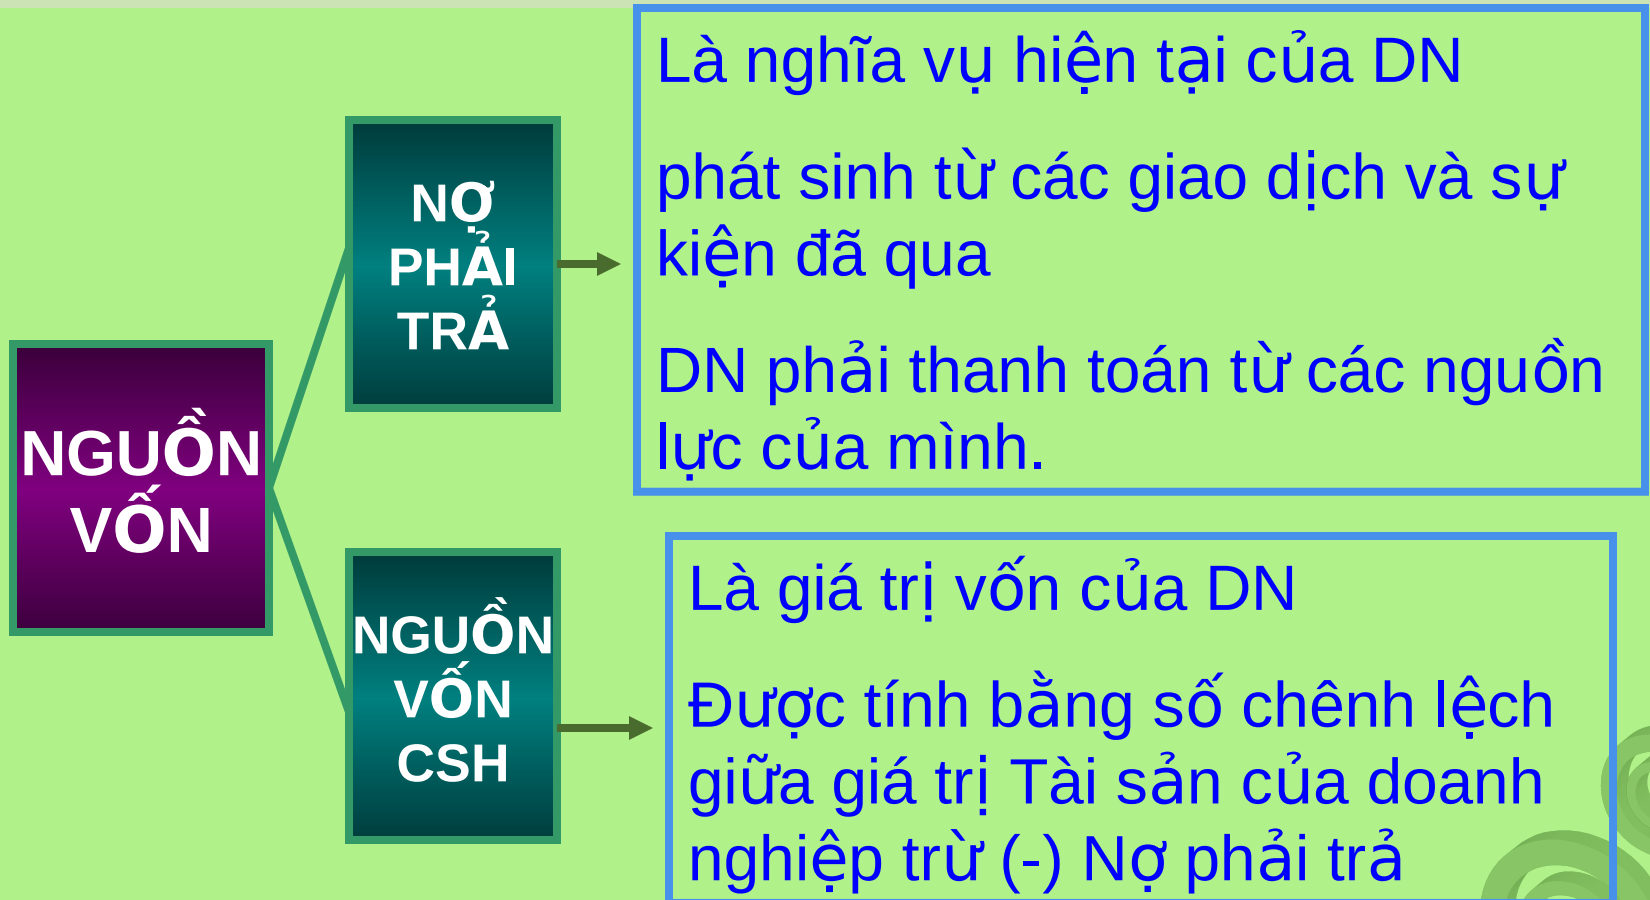 NGUỒN
VỐN
NỢ
PHẢI
TRẢ
Là nghĩa vụ hiện tại của DN
phát sinh từ các giao dịch và sự
kiện đã qua
DN phải thanh toán từ các nguồn
lực của mình.
NGUỒN
VỐN
CSH
Là giá trị vốn của DN
Được tính bằng số chênh lệch
giữa giá trị Tài sản của doanh
nghiệp trừ (-) Nợ phải trả